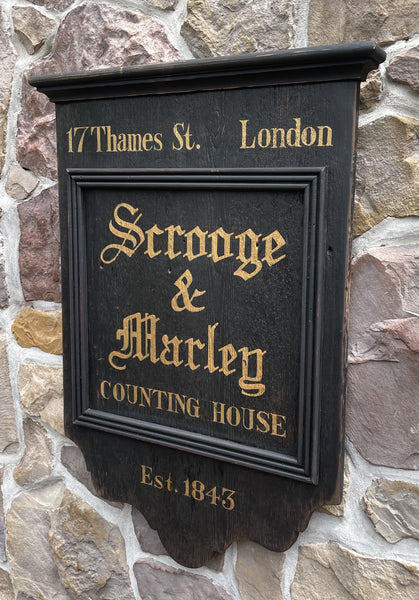 17 Thames St. London
Scrooge
&
Marley
COUNTING HOUSE
Est. 1843